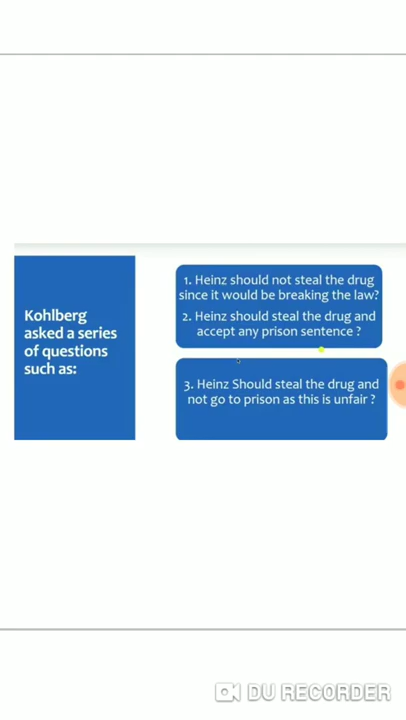 Kohlberg
asked a series
of questions
such as:
1. Heinz should not steal the drug
since it would be breaking the law?
2. Heinz should steal the drug and
accept any prison sentence ?
3. Heinz Should steal the drug and
not go to prison as this is unfair ?
DU RECORDER